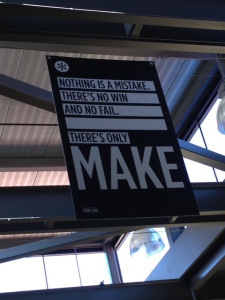 NOTHING IS A MISTAKE.
THERE'S NO WIN
AND NO FAIL.
THERE'S ONLY
MAKE